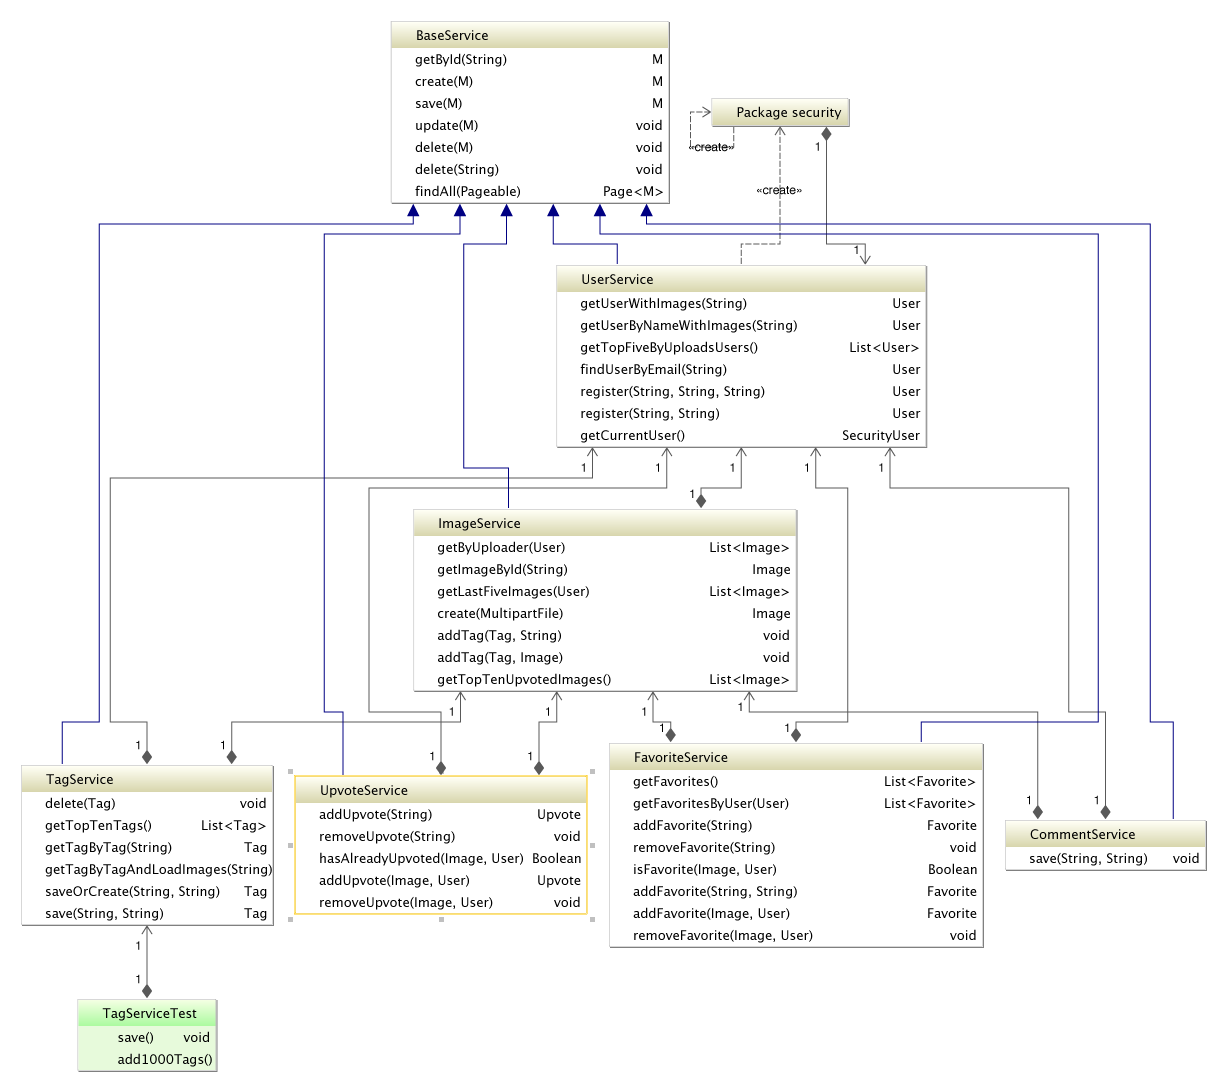 BaseService
getById(String) M
create(M) M
save(M) M
update(M) void
delete(M) void
delete(String) void
findAll(Pageable) Page<M>
Package security
«create»
1
«create»
1
UserService
getUserWithImages(String) User
getUserByNameWithImages(String) User
getTopFiveByUploadsUsers() List<User>
findUserByEmail(String) User
register(String, String, String) User
register(String, String) User
getCurrentUser() SecurityUser
1 1 1 1 1
1
ImageService
getByUploader(User) List<Image>
getImageById(String) Image
getLastFiveImages(User) List<Image>
create(MultipartFile) Image
addTag(Tag, String) void
addTag(Tag, Image) void
getTopTenUpvotedImages() List<Image>
1 1 1 1
1 1 1 1 1 1
TagService
delete(Tag) void
getTopTenTags() List<Tag>
getTagByTag(String) Tag
getTagByTagAndLoadImages(String)
saveOrCreate(String, String) Tag
save(String, String) Tag
UpvoteService
addUpvote(String) Upvote
removeUpvote(String) void
hasAlreadyUpvoted(Image, User) Boolean
addUpvote(Image, User) Upvote
removeUpvote(Image, User) void
FavoriteService
getFavorites() List<Favorite>
getFavoritesByUser(User) List<Favorite>
addFavorite(String) Favorite
removeFavorite(String) void
isFavorite(Image, User) Boolean
addFavorite(String, String) Favorite
addFavorite(Image, User) Favorite
removeFavorite(Image, User) void
1 1
CommentService
save(String, String) void
1
1
TagServiceTest
save() void
add1000Tags()